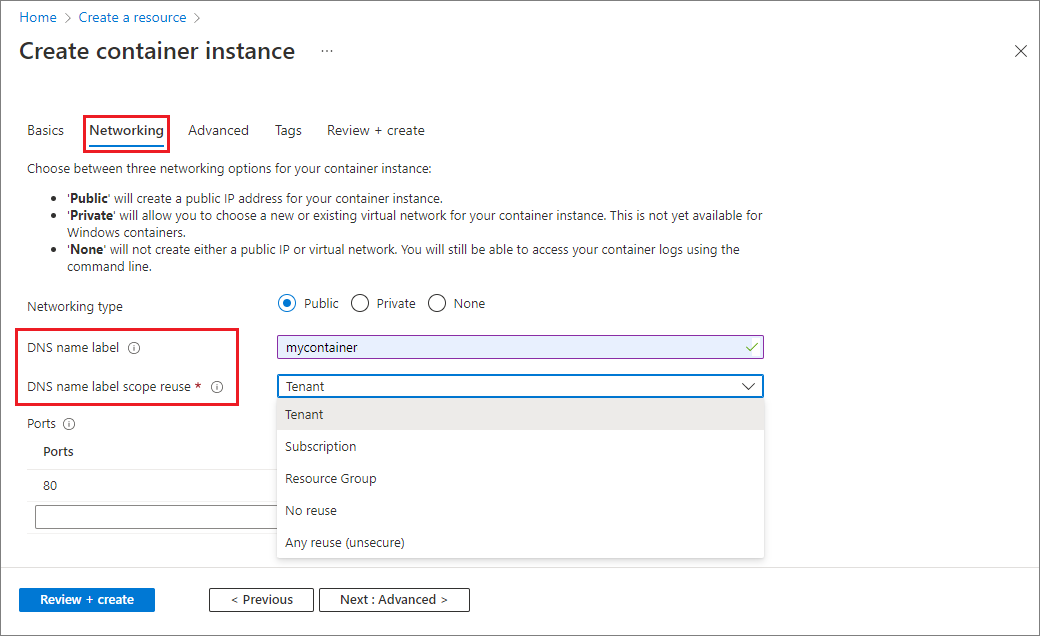 Home > Create a resource >
Create container instance ...
Basics Networking Advanced Tags Review + create
Choose between three networking options for your container instance:
• 'Public' will create a public IP address for your container instance.
• 'Private' will allow you to choose a new or existing virtual network for your container instance. This is not yet available for
Windows containers.
• 'None' will not create either a public IP or virtual network. You will still be able to access your container logs using the
command line.
Networking type Public Private None
DNS name label mycontainer
DNS name label scope reuse * Tenant
Tenant
Subscription
Resource Group
No reuse
Any reuse (unsecure)
Ports
Ports
80
Review + create < Previous Next : Advanced >